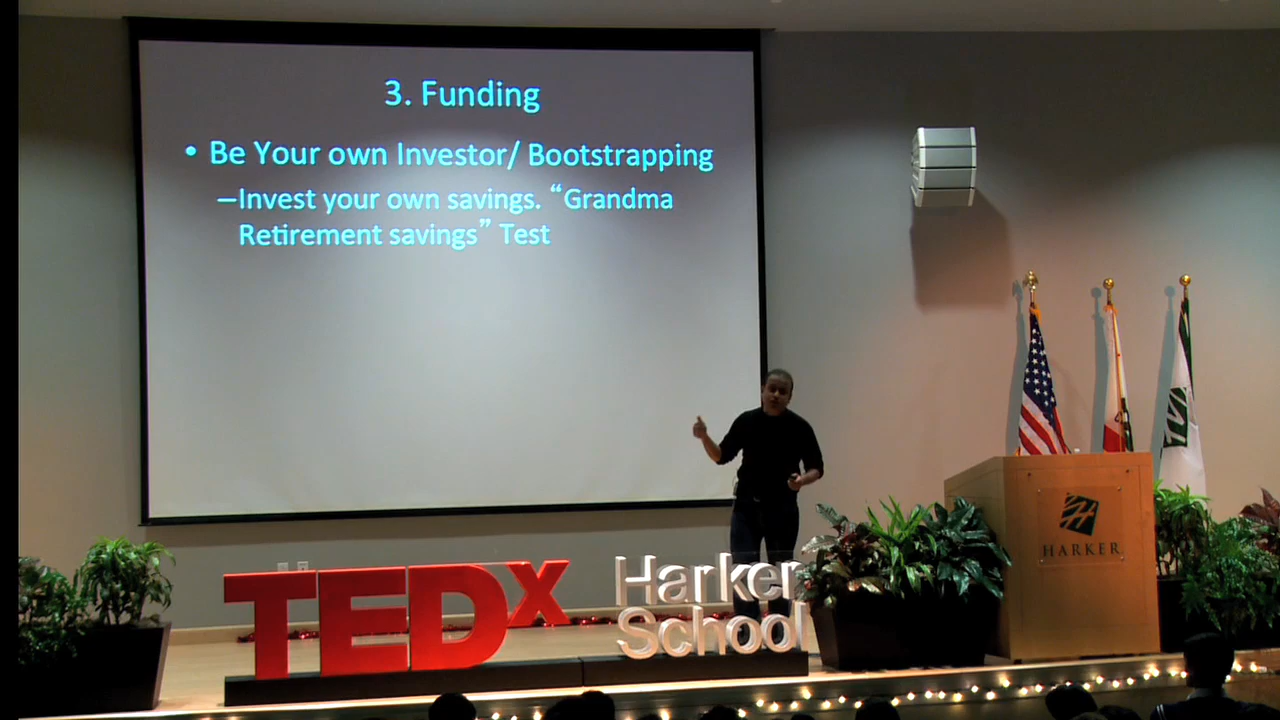 3. Funding
• Be Your own Investor/ Bootstrapping
–Invest your own savings. “Grandma
Retirement savings” Test
HARKER
TEDx
Harker
School